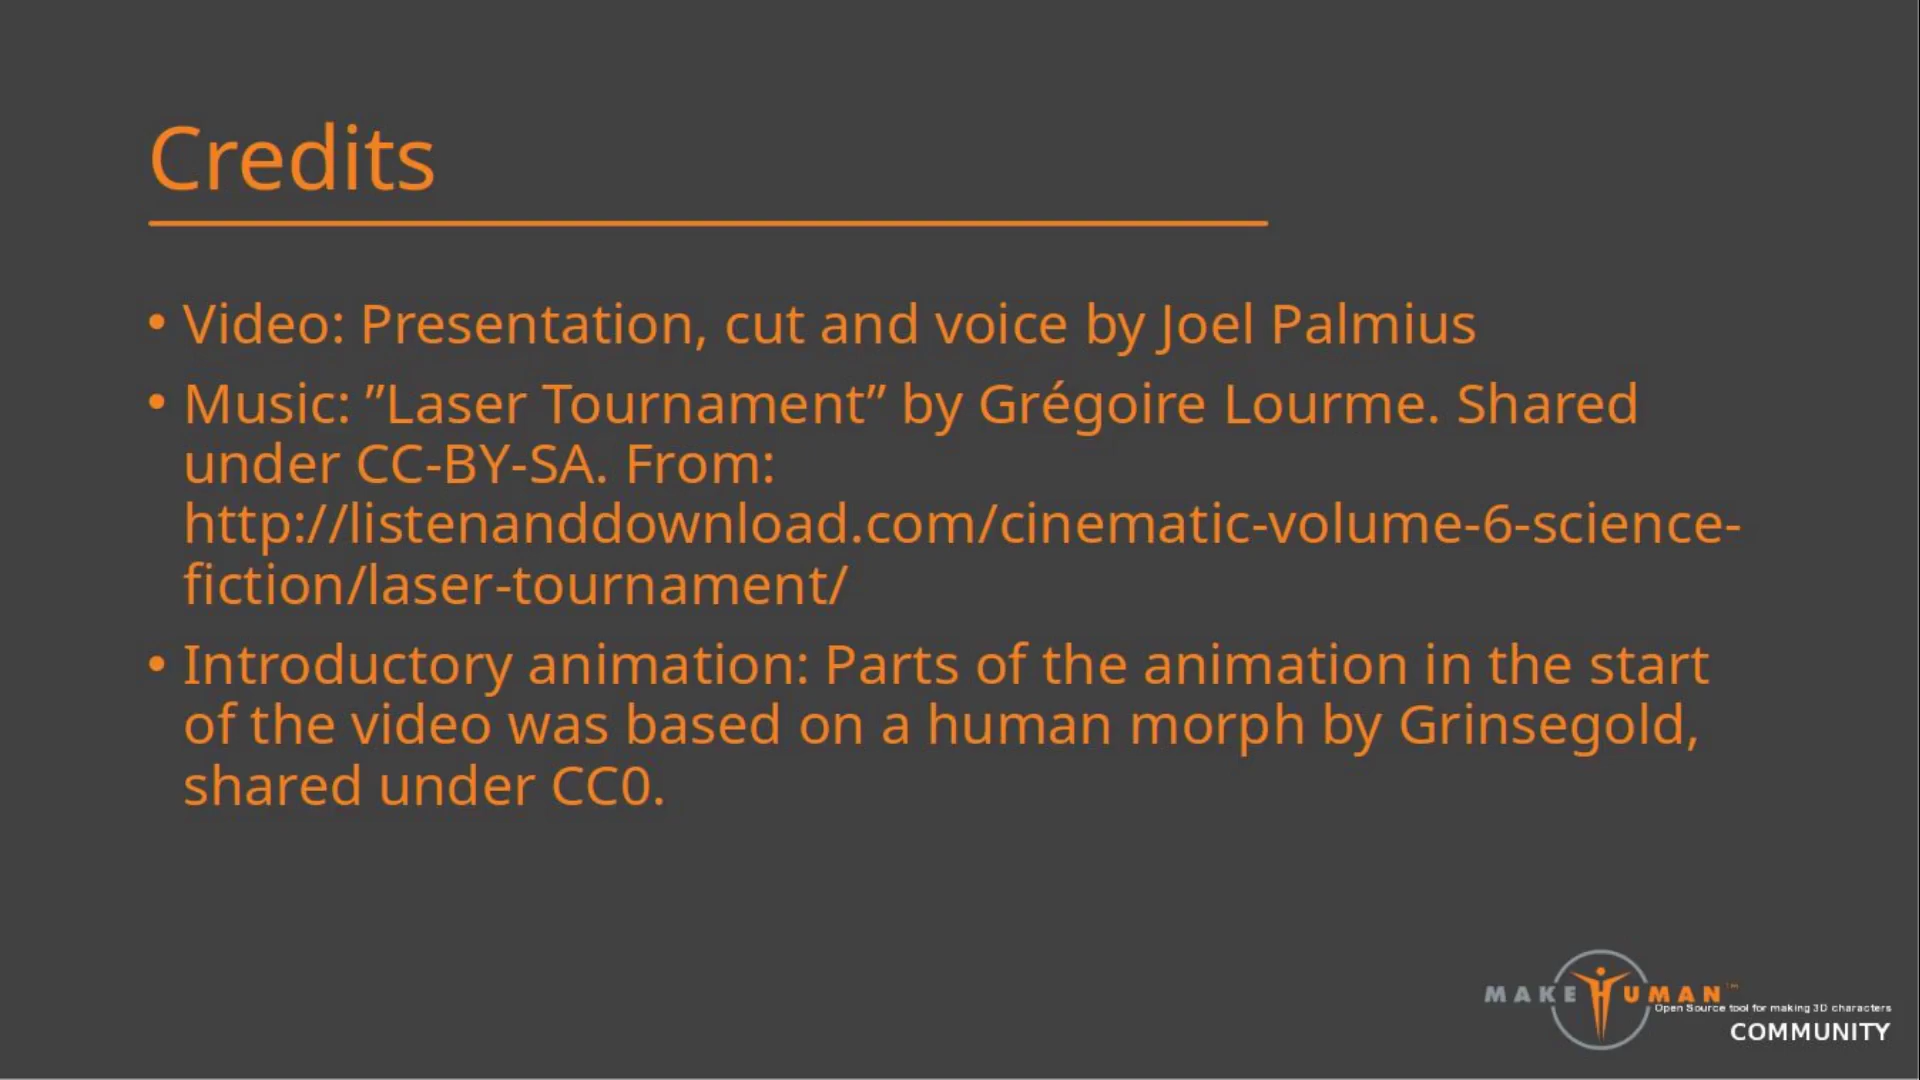 Credits
• Video: Presentation, cut and voice by Joel Palmius
• Music: ”Laser Tournament” by Grégoire Lourme. Shared
under CC-BY-SA. From:
http://listenanddownload.com/cinematic-volume-6-science-
fiction/laser-tournament/
• Introductory animation: Parts of the animation in the start
of the video was based on a human morph by Grinsegold,
shared under CC0.
MAKEHUMAN™
Open Source tool for making 3D characters
COMMUNITY